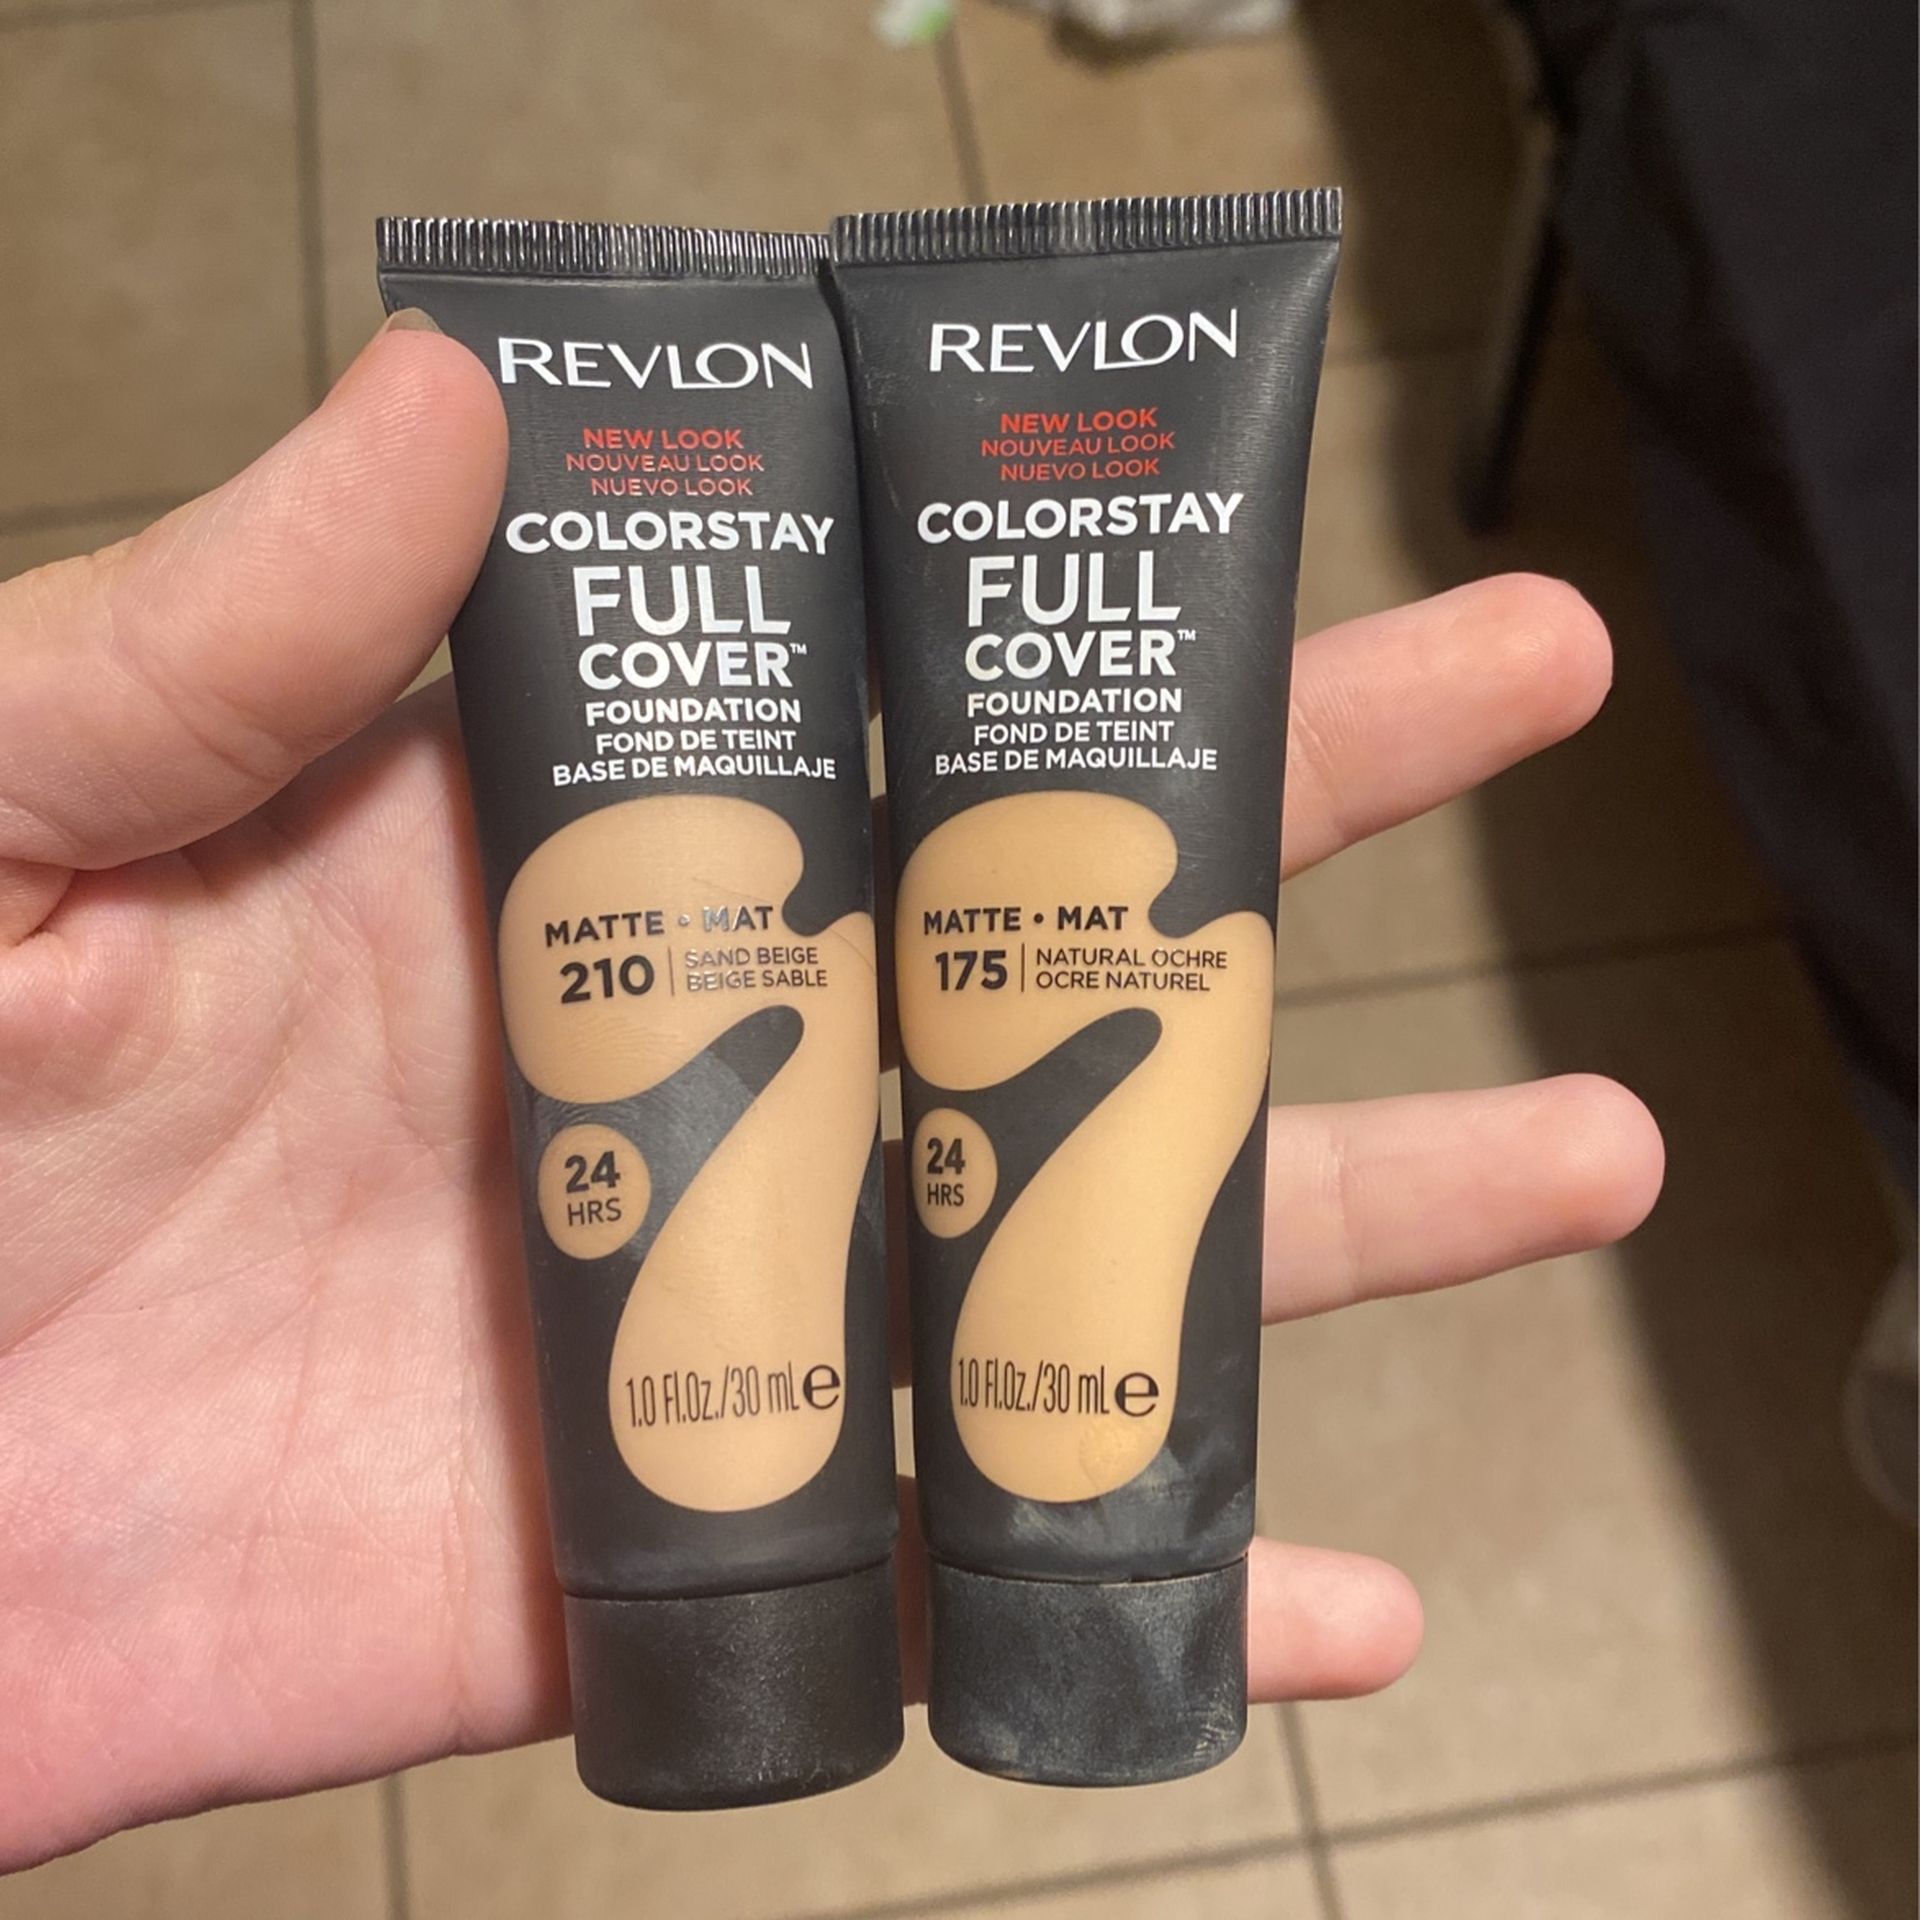 REVLON
NEW LOOK
NOUVEAU LOOK
NUEVO LOOK
COLORSTAY
FULL
COVER™
FOUNDATION
FOND DE TEINT
BASE DE MAQUILLAJE
MATTE • MAT
210 | SAND BEIGE
BEIGE SABLE
24
HRS
1.0 Fl.Oz./30 mL e
REVLON
NEW LOOK
NOUVEAU LOOK
NUEVO LOOK
COLORSTAY
FULL
COVER™
FOUNDATION
FOND DE TEINT
BASE DE MAQUILLAJE
MATTE • MAT
175 | NATURAL OCHRE
OCRE NATUREL
24
HRS
1.0 Fl.Oz./30 mL e